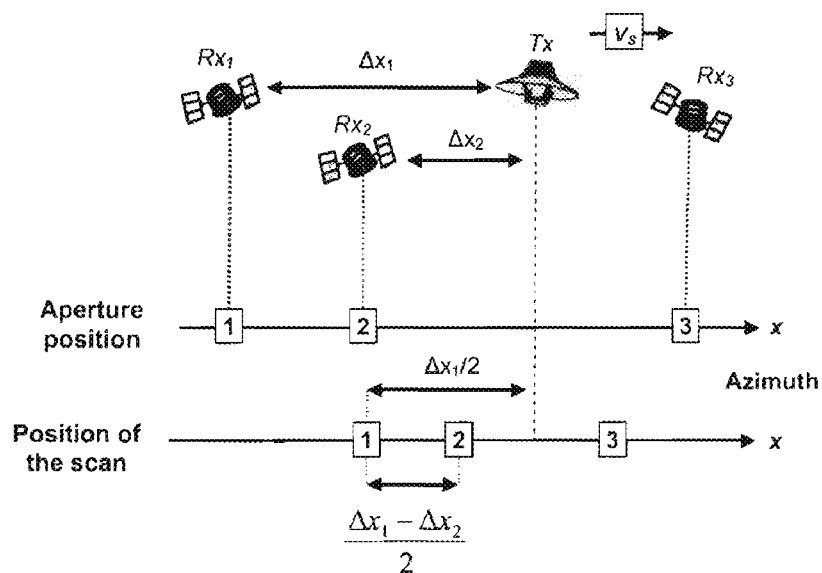 v_s
Tx
Δx₁
Rx₁
Rx₃
Rx₂
Δx₂
Aperture position
1
2
3
x
Δx₁/2
Azimuth
Position of the scan
1
2
3
x
Δx₁ − Δx₂
2